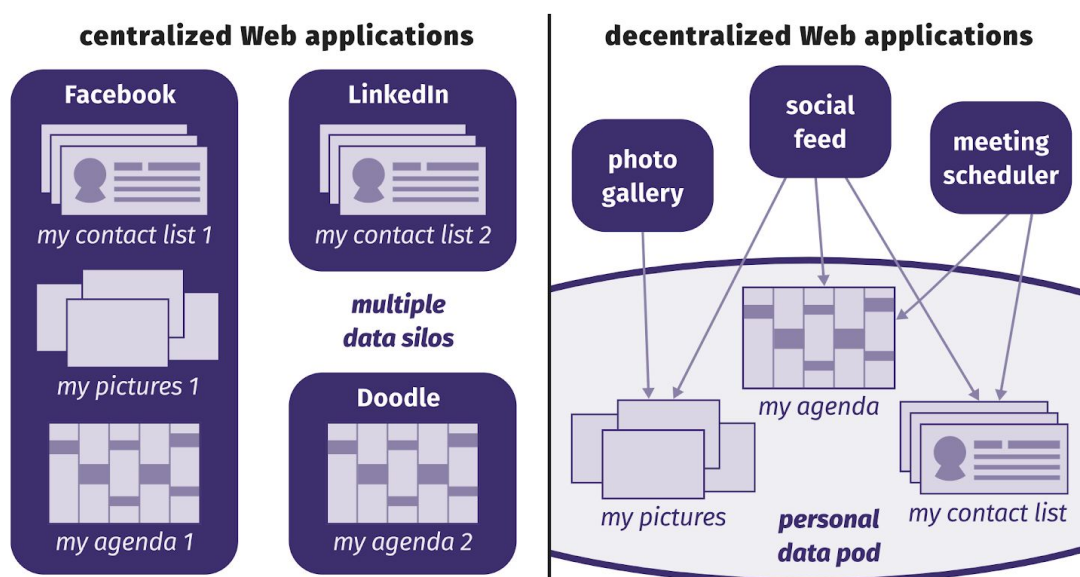 centralized Web applications
Facebook
my contact list 1
my pictures 1
my agenda 1
LinkedIn
my contact list 2
multiple
data silos
Doodle
my agenda 2
decentralized Web applications
photo
gallery
social
feed
meeting
scheduler
my agenda
my pictures
my contact list
personal
data pod